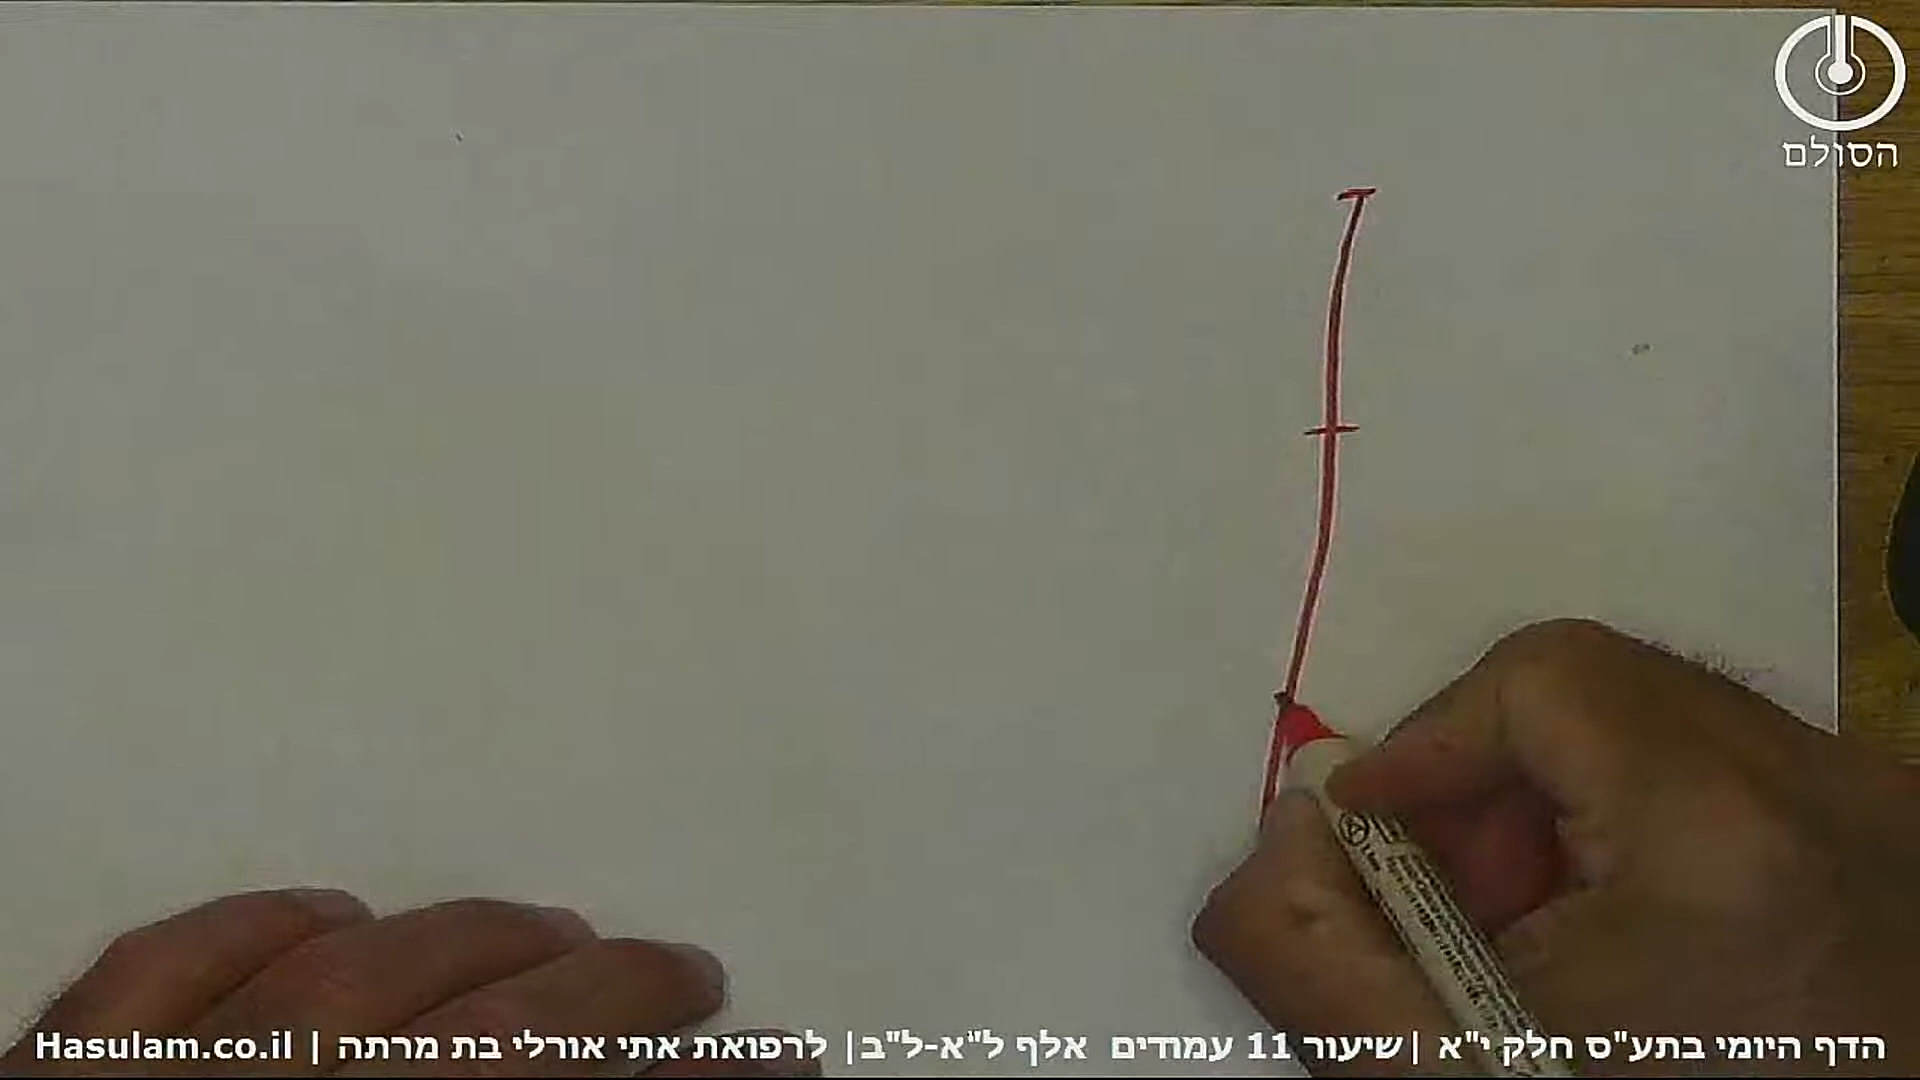 הסולם
הדף היומי בתע"ס חלק י"א | שיעור 11 עמודים אלף ל"א-ל"ב | לרפואת אתי אורלי בת מרתה | Hasulam.co.il